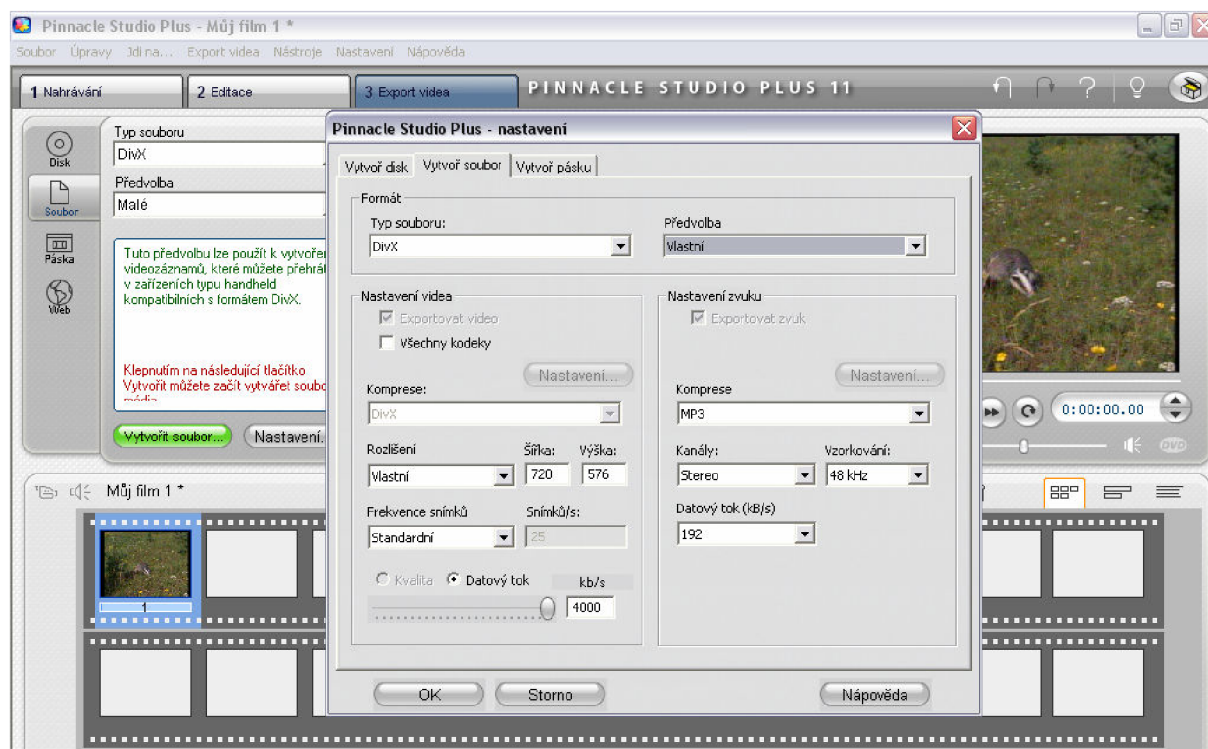 Pinnacle Studio Plus - Můj film 1 *
Soubor Úpravy Jdi na... Export videa Nástroje Nastavení Nápověda
1 Nahrávání
2 Editace
3 Export videa
PINNACLE STUDIO PLUS 11
Disk
Soubor
Páska
Web
Typ souboru
DivX
Předvolba
Malé
Tuto předvolbu lze použít k
videozáznamů, které můžete
v zařízeních typu handheld
kompatibilních s formátem DivX.
Klepnutím na následující tlačítko
Vytvořit můžete začít vytvářet
média
Vytvořit soubor...
Nastavení.
Pinnacle Studio Plus - nastavení
Vytvoř disk
Vytvoř soubor
Vytvoř pásku
Formát
Typ souboru:
DivX
Předvolba
Vlastní
Nastavení videa
Exportovat video
Všechny kodeky
Nastavení...
Komprese:
DivX
Rozlišení
Šířka:
Výška:
Vlastní
720
576
Frekvence snímků
Snímků/s:
Standardní
25
Kvalita
Datový tok
kb/s
4000
Nastavení zvuku
Exportovat zvuk
Nastavení...
Komprese
MP3
Kanály:
Vzorkování:
Stereo
48 kHz
Datový tok (kB/s)
192
OK
Storno
Nápověda
0:00:00.00
DVD
Můj film 1 *
1